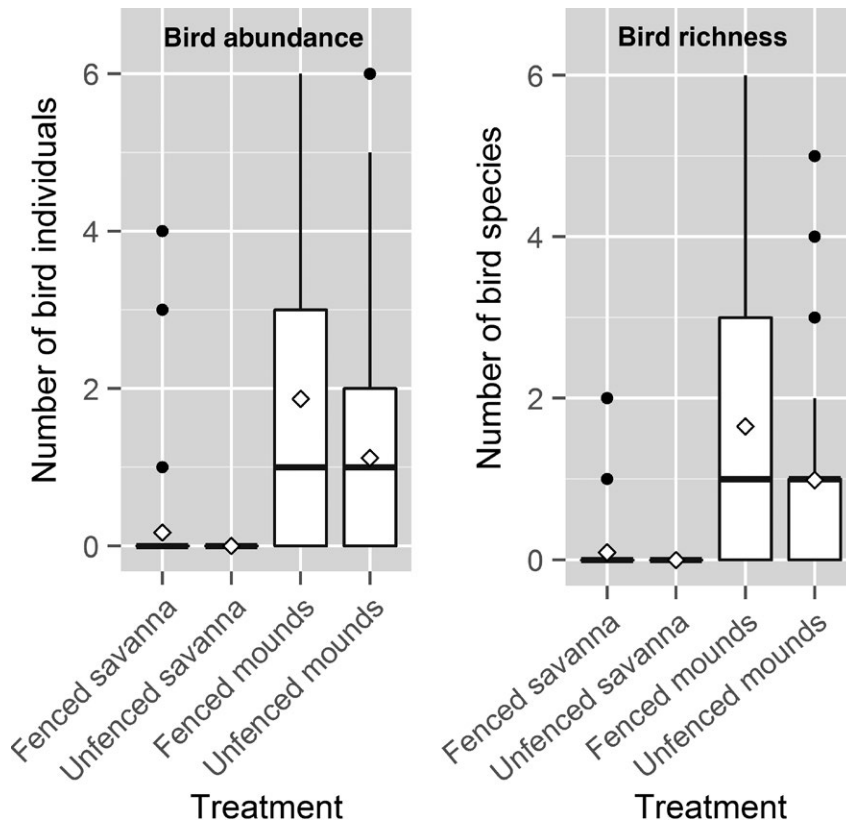 Bird abundance
Number of bird individuals
6
4
2
0
Fenced savanna
Unfenced savanna
Fenced mounds
Unfenced mounds
Treatment
Bird richness
Number of bird species
6
4
2
0
Fenced savanna
Unfenced savanna
Fenced mounds
Unfenced mounds
Treatment